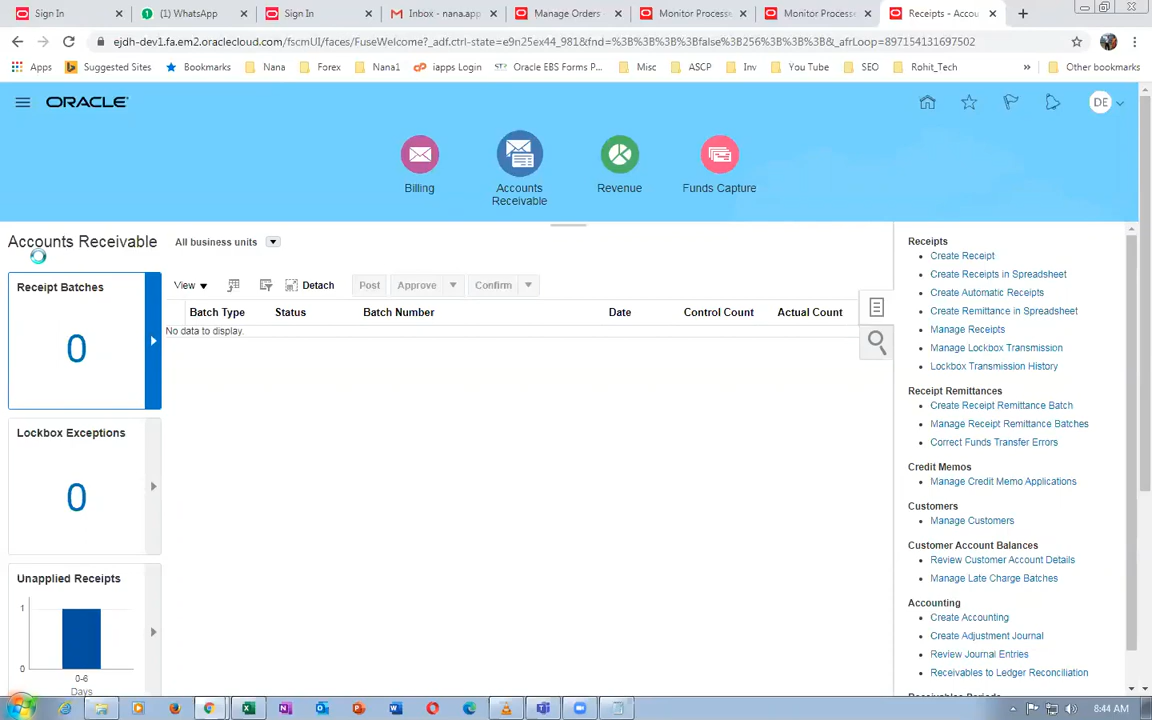 Sign In
(1) WhatsApp
Sign In
Inbox - nana.app
Manage Orders
Monitor Processe
Monitor Processe
Receipts - Accou
ejdh-dev1.fa.em2.oraclecloud.com/fscmUI/faces/FuseWelcome?_adf.ctrl-state=e9n25ex44_981&fnd=%3B%3B%3B%3Bfalse%3B256%3B%3B%3B&_afrLoop=897154131697502
Apps
Suggested Sites
Bookmarks
Nana
Forex
Nana1
iapps Login
Oracle EBS Forms P...
Misc
ASCP
Inv
You Tube
SEO
Rohit_Tech
»
Other bookmarks
ORACLE
DE
Billing
Accounts
Receivable
Revenue
Funds Capture
Accounts Receivable
All business units
Receipt Batches
0
Lockbox Exceptions
0
Unapplied Receipts
1
0
0-6
Days
View
Detach
Post
Approve
Confirm
Batch Type
Status
Batch Number
Date
Control Count
Actual Count
No data to display.
Receipts
Create Receipt
Create Receipts in Spreadsheet
Create Automatic Receipts
Create Remittance in Spreadsheet
Manage Receipts
Manage Lockbox Transmission
Lockbox Transmission History
Receipt Remittances
Create Receipt Remittance Batch
Manage Receipt Remittance Batches
Correct Funds Transfer Errors
Credit Memos
Manage Credit Memo Applications
Customers
Manage Customers
Customer Account Balances
Review Customer Account Details
Manage Late Charge Batches
Accounting
Create Accounting
Create Adjustment Journal
Review Journal Entries
Receivables to Ledger Reconciliation
8:44 AM